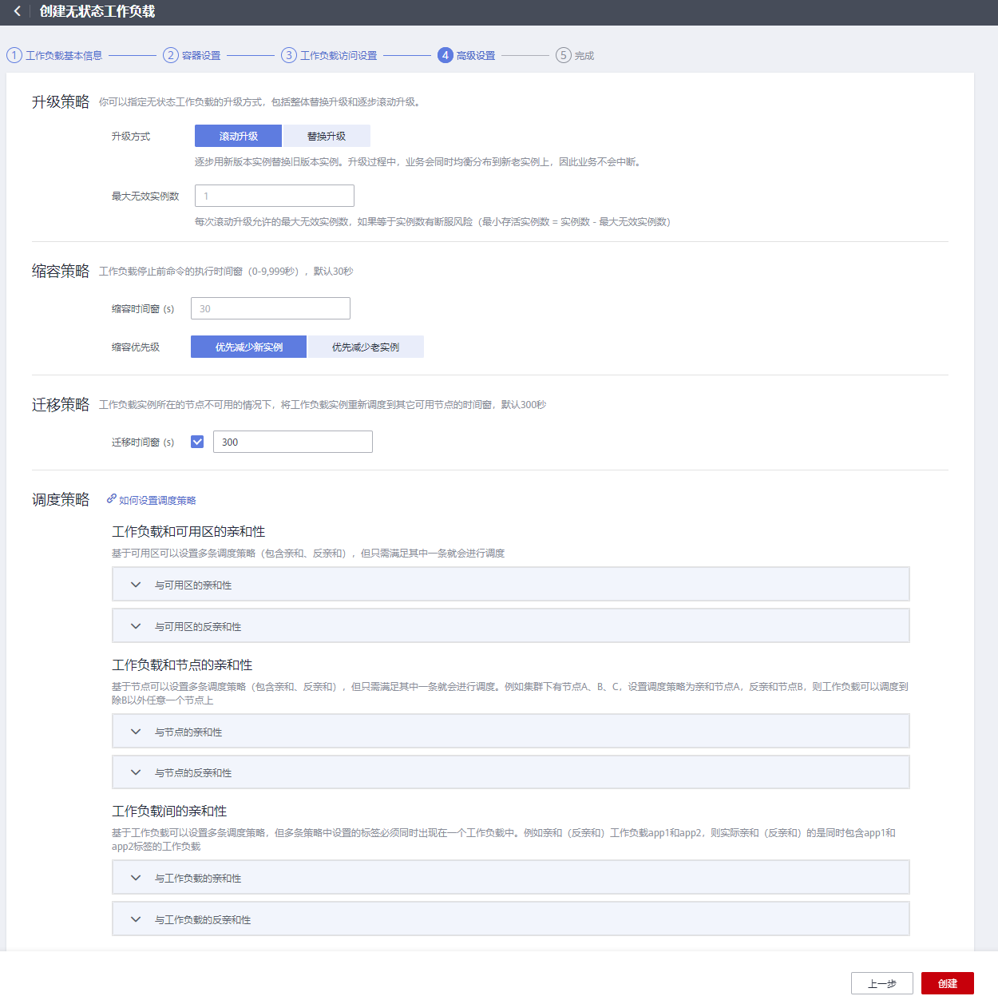 创建无状态工作负载
1 工作负载基本信息 2 容器设置 3 工作负载访问设置 4 高级设置 5 完成
升级策略 你可以指定无状态工作负载的升级方式，包括整体替换升级和逐步滚动升级。
升级方式 滚动升级 替换升级
逐步用新版本实例替换旧版本实例。升级过程中，业务会同时均衡分布到新老实例上，因此业务不会中断。
最大无效实例数 1
每次滚动升级允许的最大无效实例数，如果等于实例数有断服风险（最小存活实例数 = 实例数 - 最大无效实例数）
缩容策略 工作负载停止前命令的执行时间窗（0-9,999秒），默认30秒
缩容时间窗 (s) 30
缩容优先级 优先减少新实例 优先减少老实例
迁移策略 工作负载实例所在的节点不可用的情况下，将工作负载实例重新调度到其它可用节点的时间窗，默认300秒
迁移时间窗 (s) 300
调度策略 如何设置调度策略
工作负载和可用区的亲和性
基于可用区可以设置多条调度策略（包含亲和、反亲和），但只需满足其中一条就会进行调度
与可用区的亲和性
与可用区的反亲和性
工作负载和节点的亲和性
基于节点可以设置多条调度策略（包含亲和、反亲和），但只需满足其中一条就会进行调度。例如集群下有节点A、B、C，设置调度策略为亲和节点A，反亲和节点B，则工作负载可以调度到
除B以外任意一个节点上
与节点的亲和性
与节点的反亲和性
工作负载间的亲和性
基于工作负载可以设置多条调度策略，但多条策略中设置的标签必须同时出现在一个工作负载中。例如亲和（反亲和）工作负载app1和app2，则实际亲和（反亲和）的是同时包含app1和
app2标签的工作负载
与工作负载的亲和性
与工作负载的反亲和性
上一步 创建